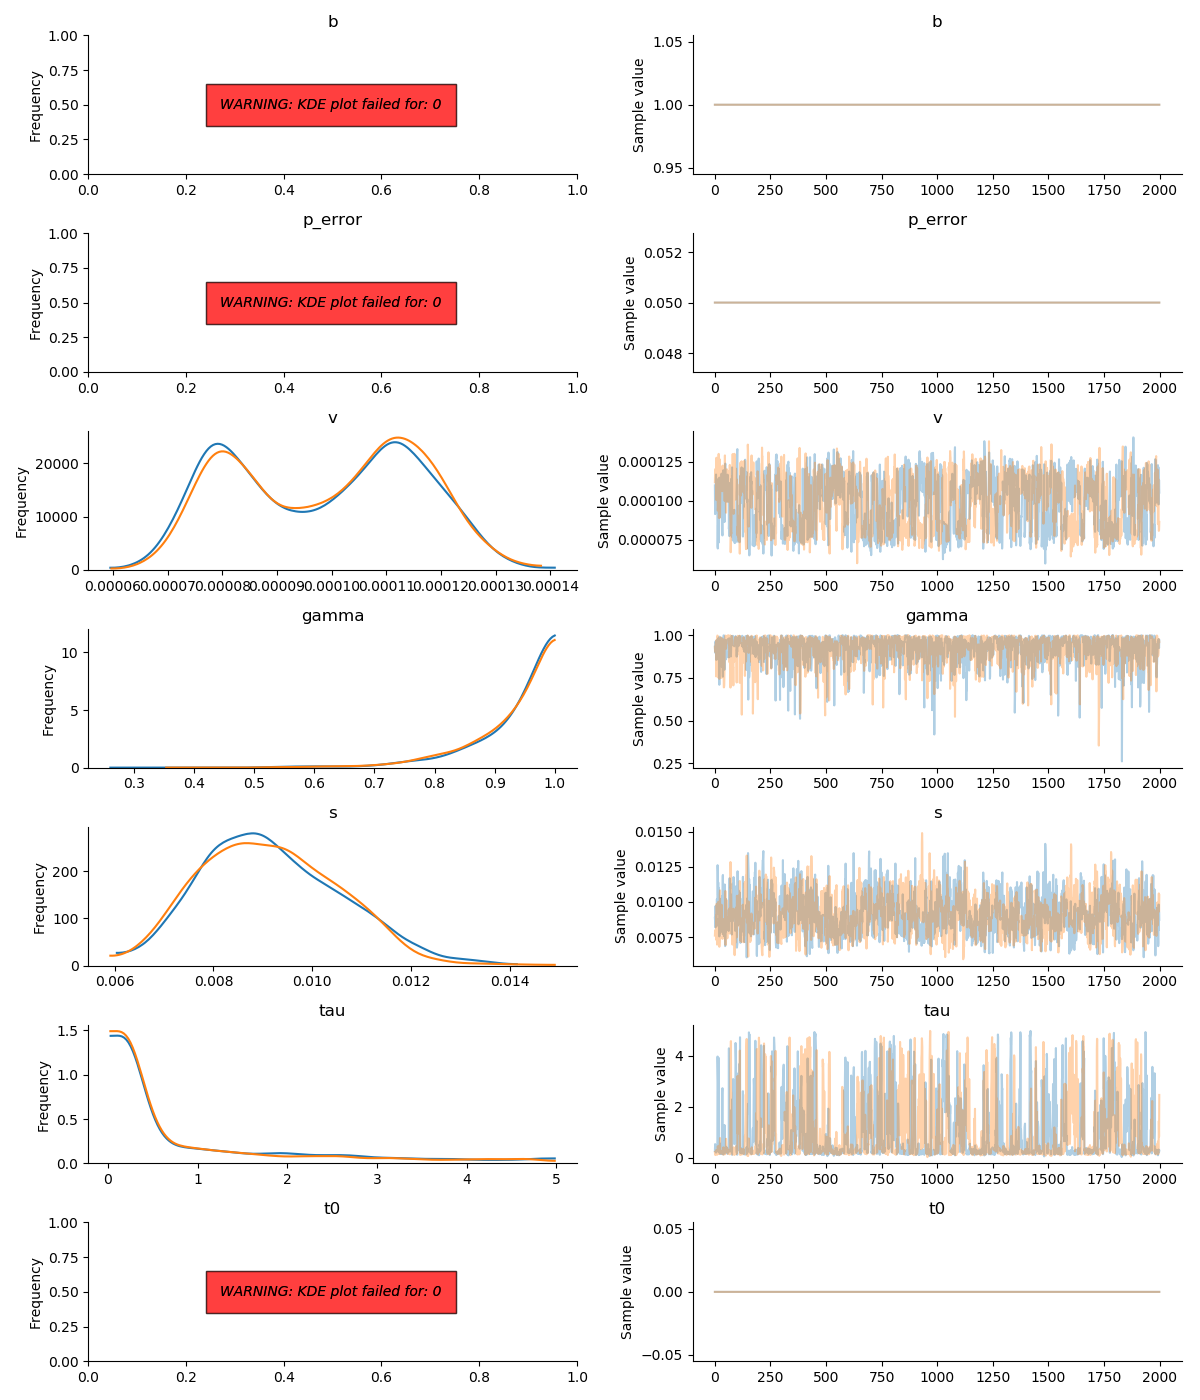 b
b
Frequency
1.00
0.75
0.50
0.25
0.00
WARNING: KDE plot failed for: 0
0.0 0.2 0.4 0.6 0.8 1.0
Sample value
1.05
1.00
0.95
0 250 500 750 1000 1250 1500 1750 2000
p_error
p_error
Frequency
1.00
0.75
0.50
0.25
0.00
WARNING: KDE plot failed for: 0
0.0 0.2 0.4 0.6 0.8 1.0
Sample value
0.052
0.050
0.048
0 250 500 750 1000 1250 1500 1750 2000
v
v
Frequency
20000
10000
0
0.00006 0.00007 0.00008 0.00009 0.00010 0.00011 0.00012 0.00013 0.00014
Sample value
0.000125
0.000100
0.000075
0 250 500 750 1000 1250 1500 1750 2000
gamma
gamma
Frequency
10
5
0
0.3 0.4 0.5 0.6 0.7 0.8 0.9 1.0
Sample value
1.00
0.75
0.50
0.25
0 250 500 750 1000 1250 1500 1750 2000
s
s
Frequency
200
100
0
0.006 0.008 0.010 0.012 0.014
Sample value
0.0150
0.0125
0.0100
0.0075
0 250 500 750 1000 1250 1500 1750 2000
tau
tau
Frequency
1.5
1.0
0.5
0.0
0 1 2 3 4 5
Sample value
4
2
0
0 250 500 750 1000 1250 1500 1750 2000
t0
t0
Frequency
1.00
0.75
0.50
0.25
0.00
WARNING: KDE plot failed for: 0
0.0 0.2 0.4 0.6 0.8 1.0
Sample value
0.05
0.00
−0.05
0 250 500 750 1000 1250 1500 1750 2000